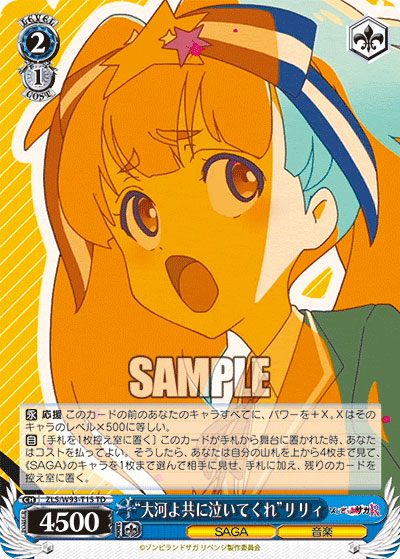 LEVEL
2
1
COST
SAMPLE
永 応援 このカードの前のあなたのキャラすべてに、パワーを+X。Xはその
キャラのレベル×500に等しい。
自 [手札を1枚控え室に置く] このカードが手札から舞台に置かれた時、あなた
はコストを払ってよい。そうしたら、あなたは自分の山札を上から4枚まで見て、
《SAGA》のキャラを1枚まで選んで相手に見せ、手札に加え、残りのカードを
控え室に置く。
CH ZLS/W93-T15 TD
4500
“大河よ共に泣いてくれ”リリィ
SAGA
音楽
©ゾンビランドサガ リベンジ製作委員会